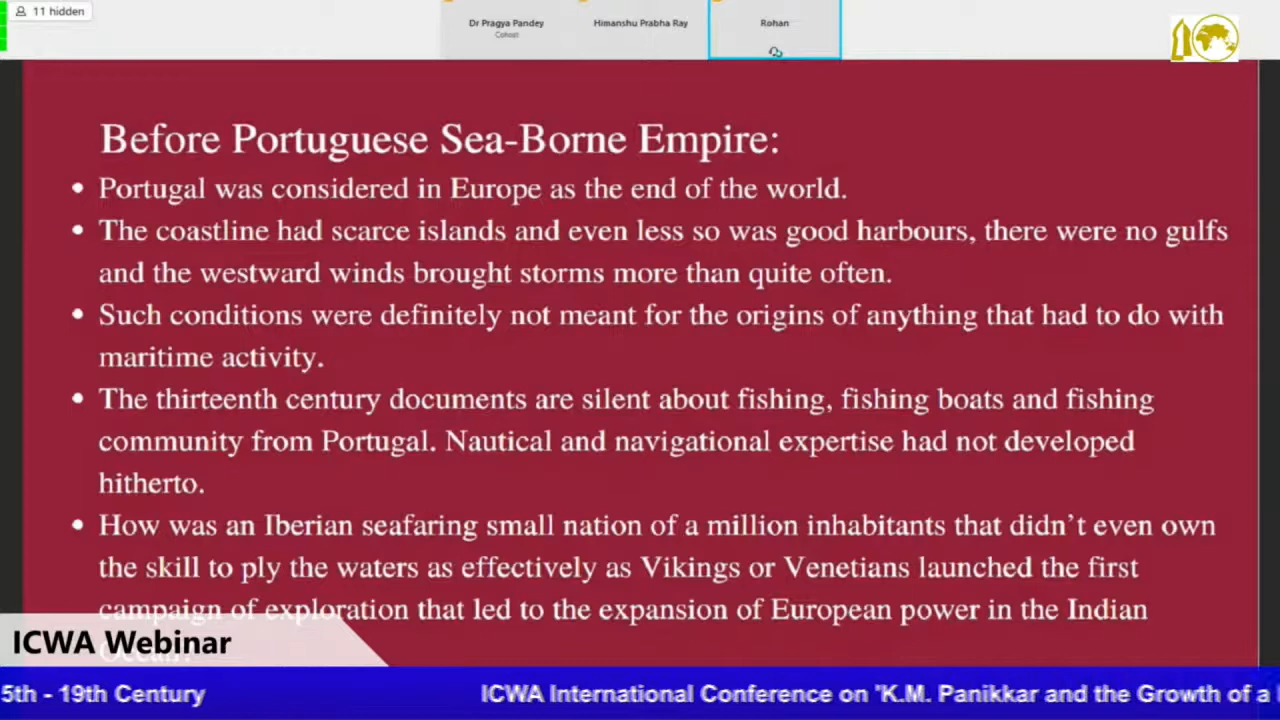 11 hidden
Dr Pragya Pandey
Cohost
Himanshu Prabha Ray
Rohan
Before Portuguese Sea-Borne Empire:
• Portugal was considered in Europe as the end of the world.
• The coastline had scarce islands and even less so was good harbours, there were no gulfs
and the westward winds brought storms more than quite often.
• Such conditions were definitely not meant for the origins of anything that had to do with
maritime activity.
• The thirteenth century documents are silent about fishing, fishing boats and fishing
community from Portugal. Nautical and navigational expertise had not developed
hitherto.
• How was an Iberian seafaring small nation of a million inhabitants that didn't even own
the skill to ply the waters as effectively as Vikings or Venetians launched the first
campaign of exploration that led to the expansion of European power in the Indian
ICWA Webinar
5th - 19th Century ICWA International Conference on 'K.M. Panikkar and the Growth of a